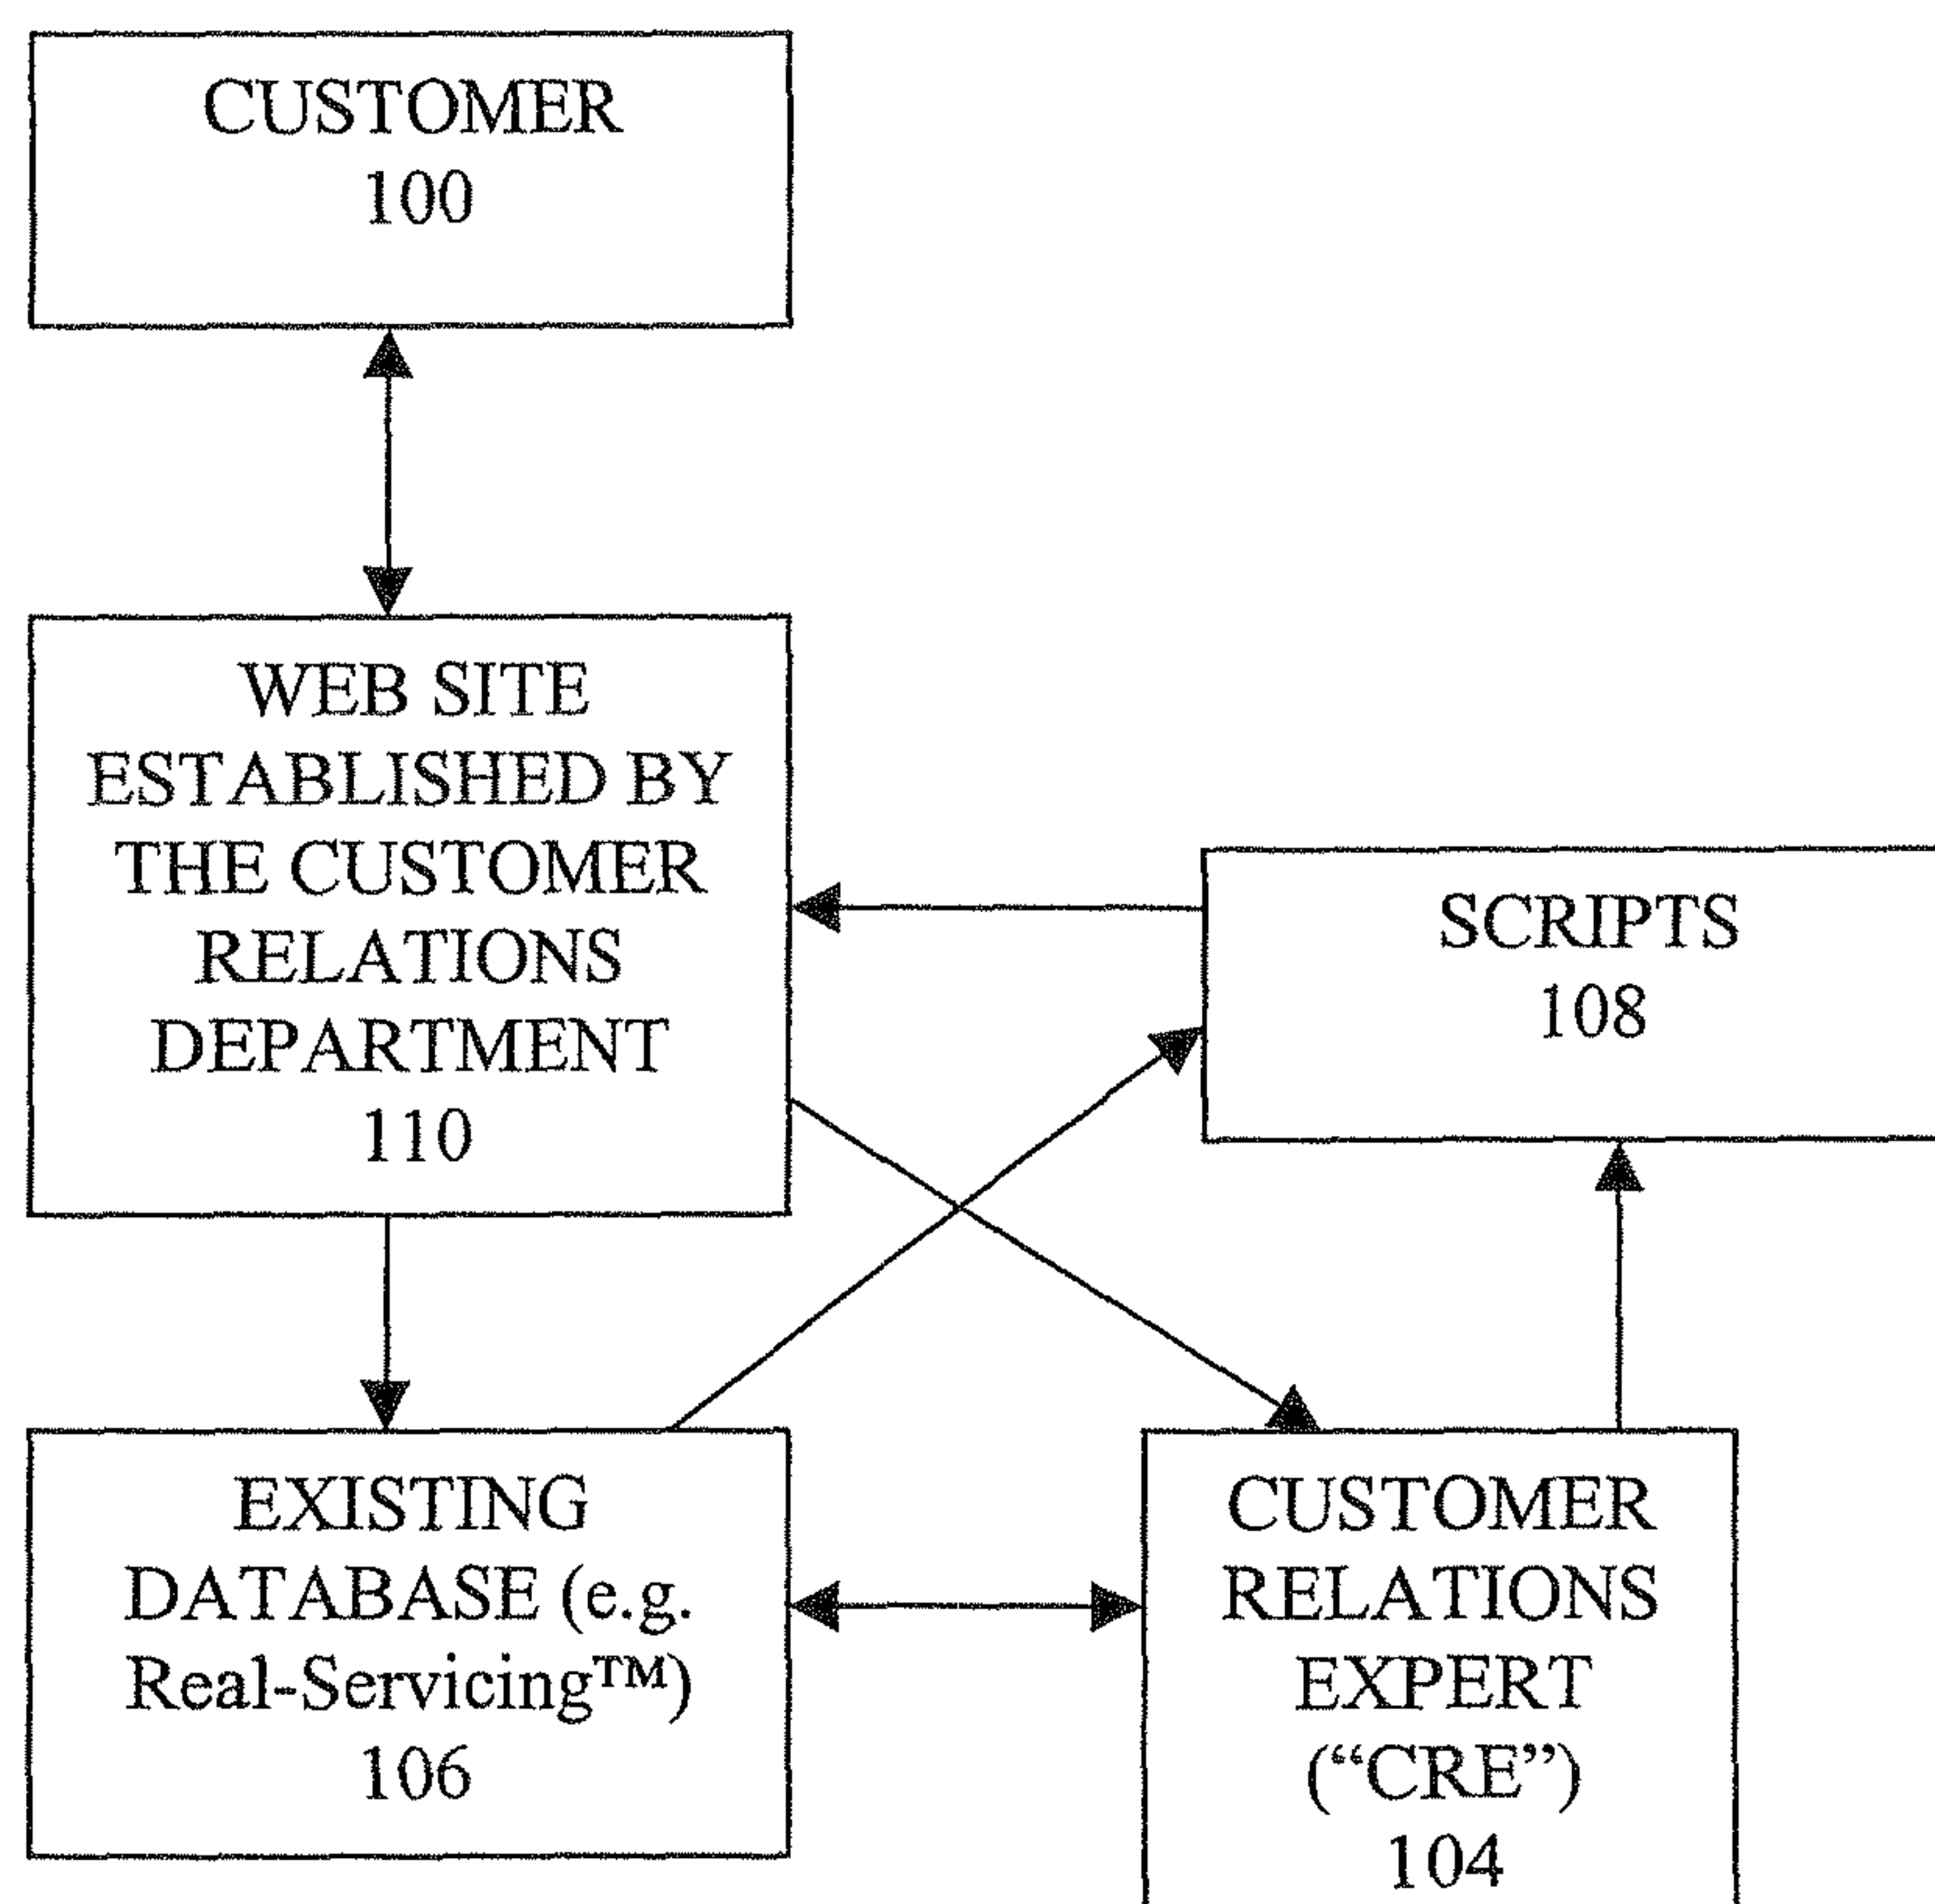 CUSTOMER
100
WEB SITE
ESTABLISHED BY
THE CUSTOMER
RELATIONS
DEPARTMENT
110
SCRIPTS
108
EXISTING
DATABASE (e.g.
Real-Servicing™)
106
CUSTOMER
RELATIONS
EXPERT
(“CRE”)
104